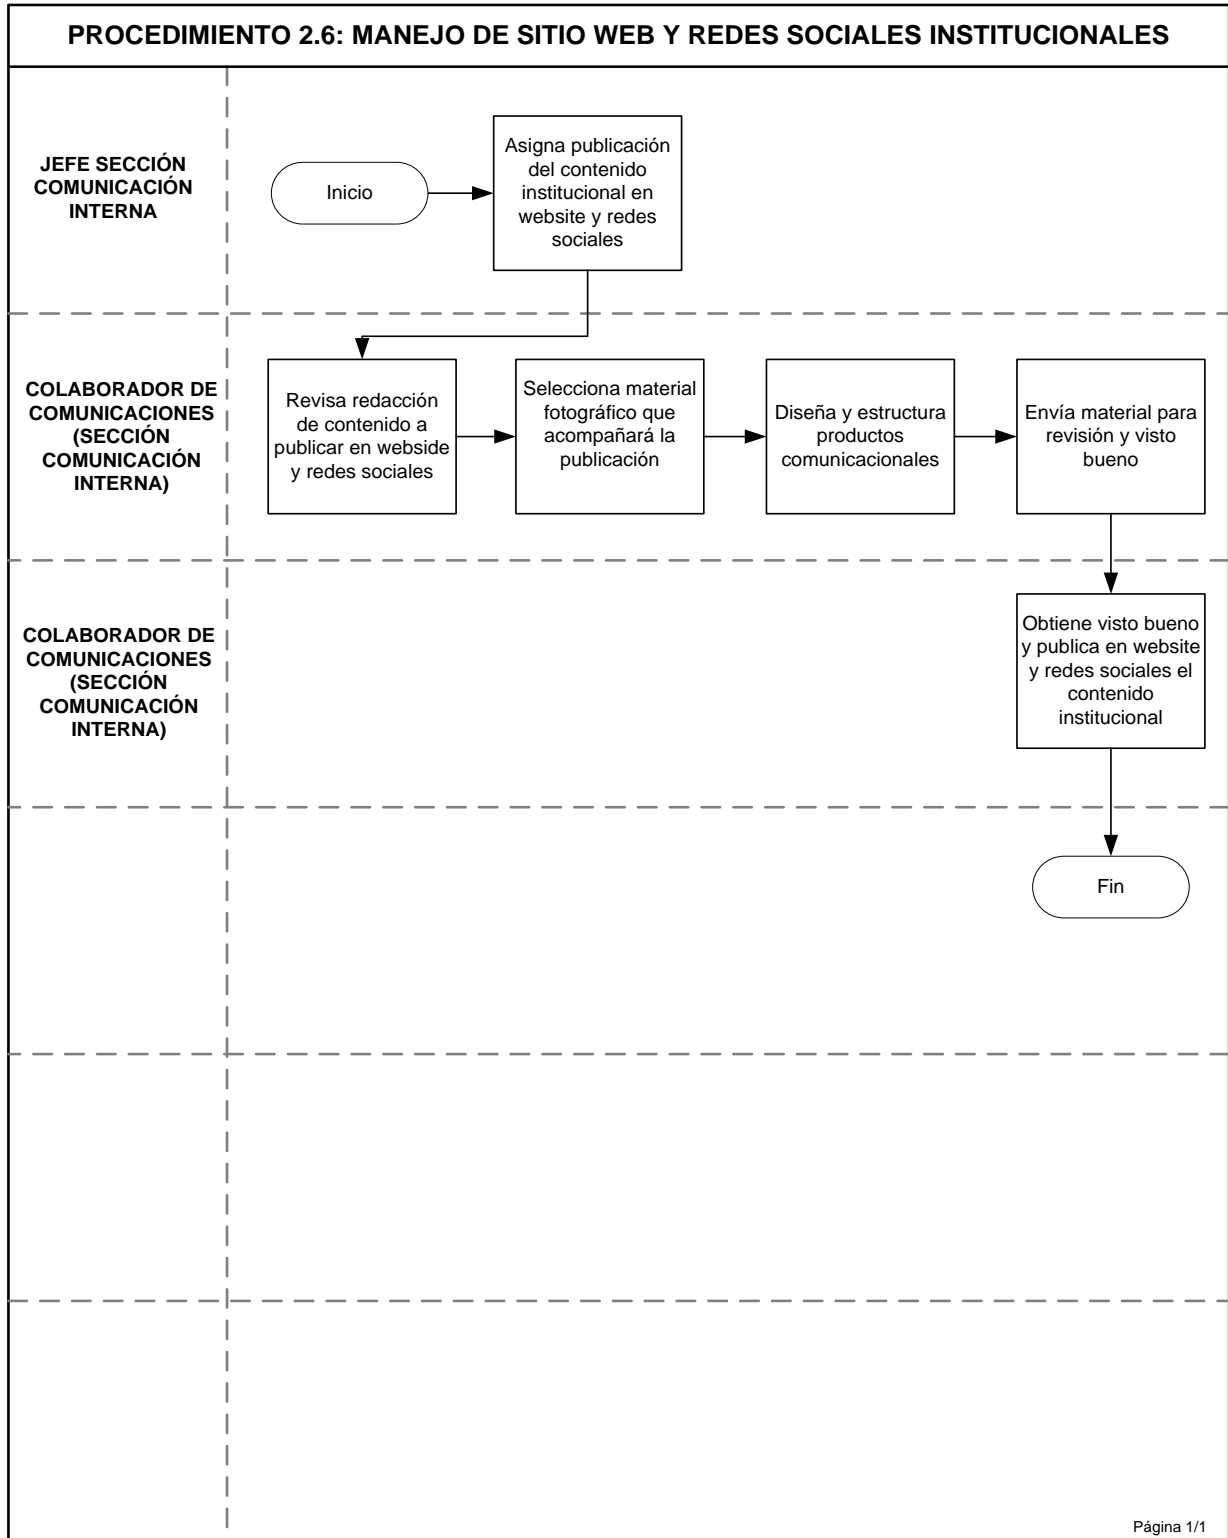 PROCEDIMIENTO 2.6: MANEJO DE SITIO WEB Y REDES SOCIALES INSTITUCIONALES
JEFE SECCIÓN
COMUNICACIÓN
INTERNA
Inicio
Asigna publicación
del contenido
institucional en
website y redes
sociales
COLABORADOR DE
COMUNICACIONES
(SECCIÓN
COMUNICACIÓN
INTERNA)
Revisa redacción
de contenido a
publicar en webside
y redes sociales
Selecciona material
fotográfico que
acompañará la
publicación
Diseña y estructura
productos
comunicacionales
Envía material para
revisión y visto
bueno
COLABORADOR DE
COMUNICACIONES
(SECCIÓN
COMUNICACIÓN
INTERNA)
Obtiene visto bueno
y publica en website
y redes sociales el
contenido
institucional
Fin
Página 1/1